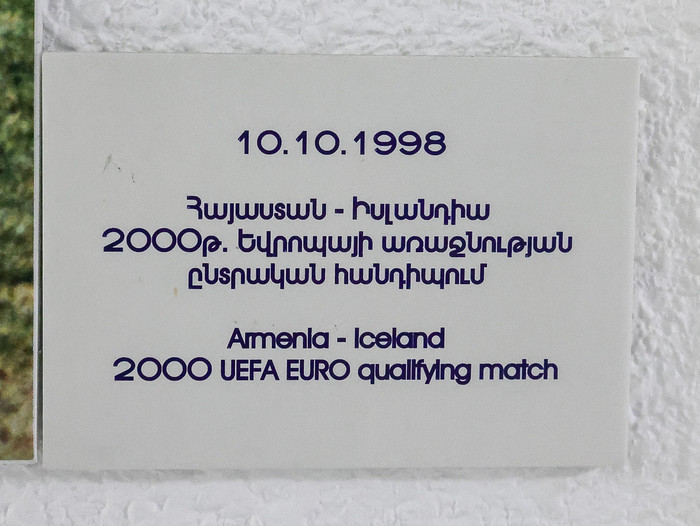 10.10.1998
Հայաստան - Իսլանդիա
2000թ. Եվրոպայի առաջնության
ընտրական հանդիպում
Armenia - Iceland
2000 UEFA EURO qualifying match